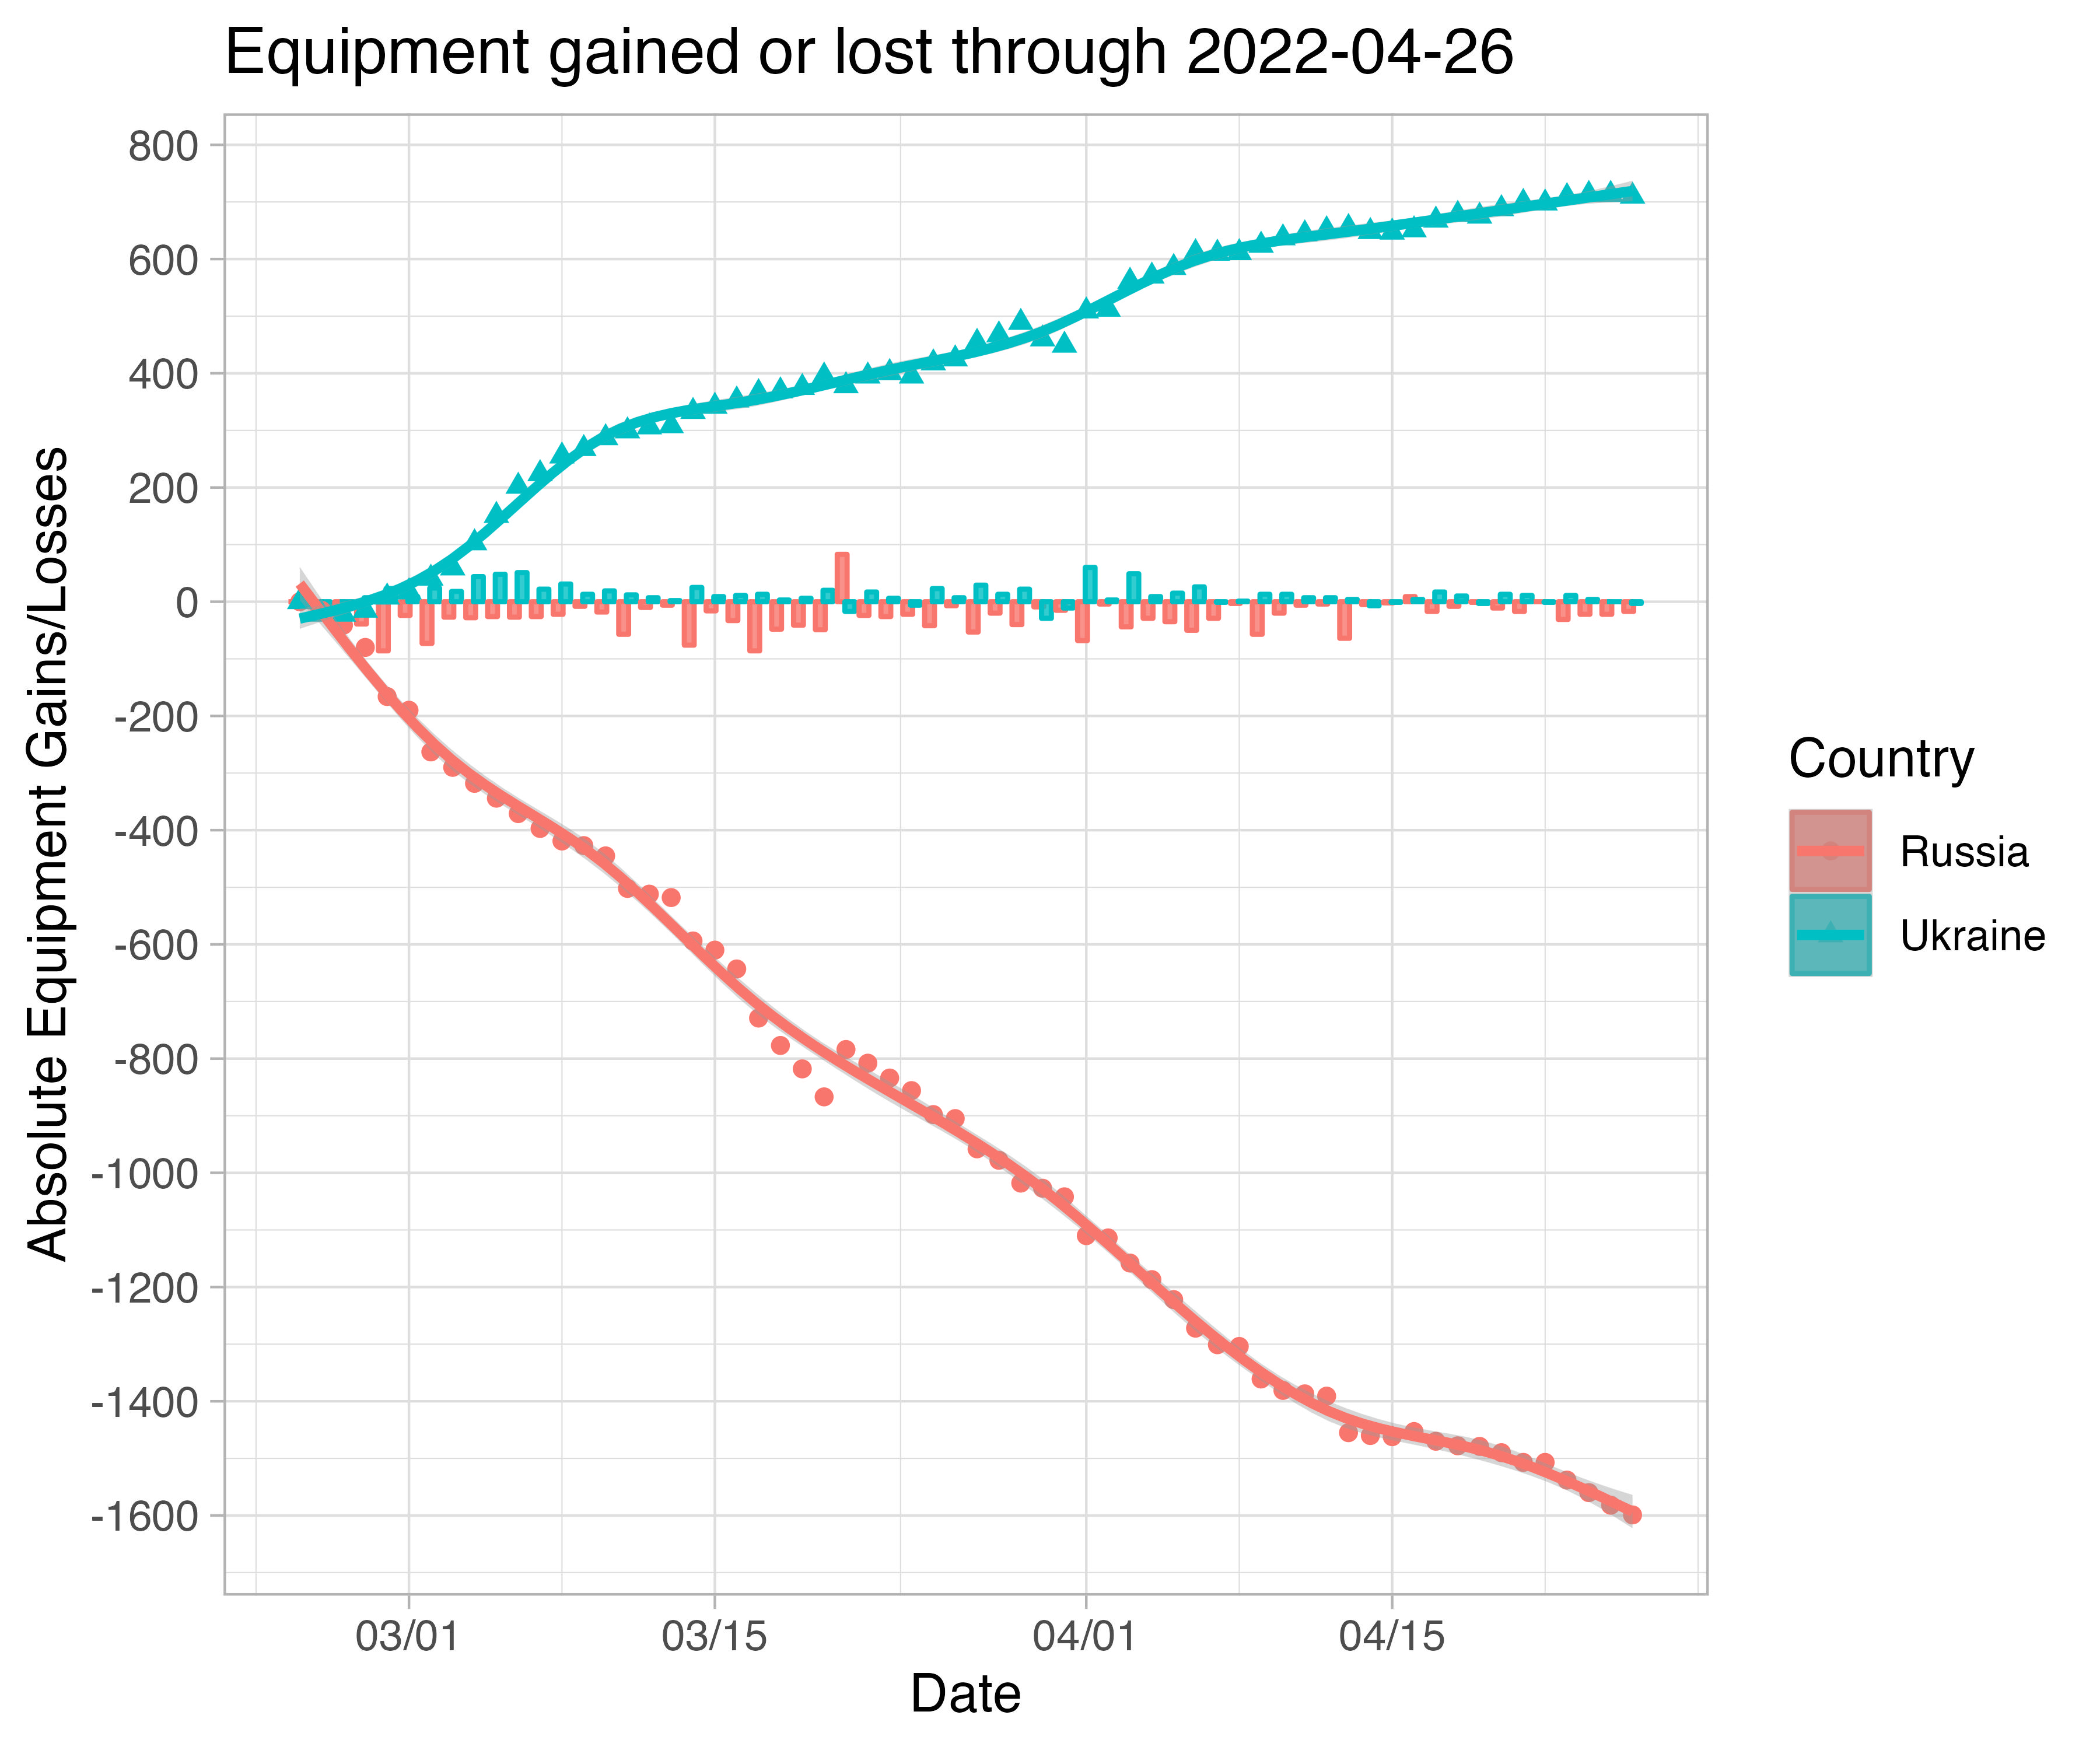 Equipment gained or lost through 2022-04-26
Absolute Equipment Gains/Losses
800
600
400
200
0
-200
-400
-600
-800
-1000
-1200
-1400
-1600
03/01
03/15
04/01
04/15
Date
Country
Russia
Ukraine